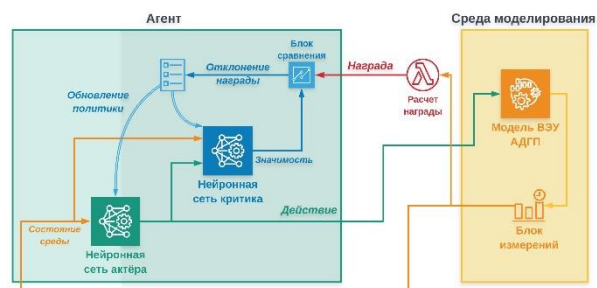 Агент
Среда моделирования
Блок
сравнения
Отклонение
награды
Награда
Расчет
награды
Обновление
политики
Модель ВЭУ
АДГП
Значимость
Нейронная
сеть критика
Действие
Состояние
среды
Блок
измерений
Нейронная
сеть актёра